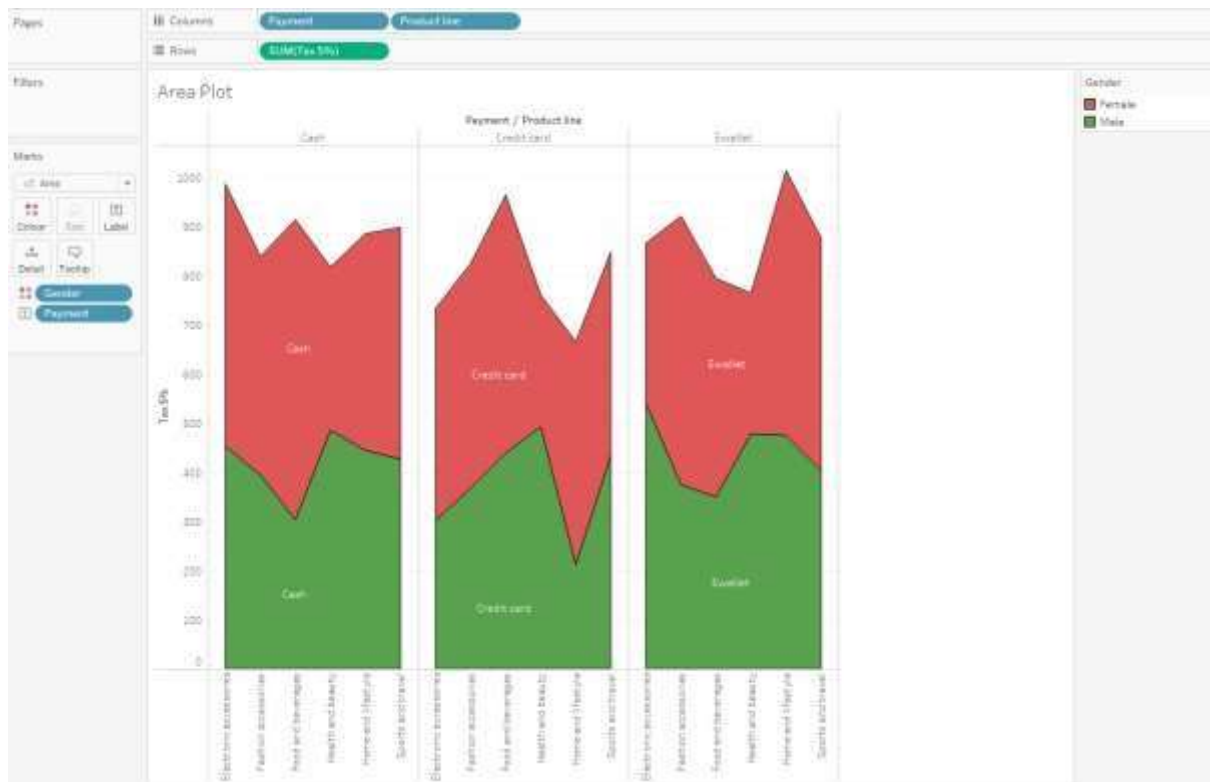 Pages
Columns
Payment
Product line
Rows
SUM(Tax 5%)
Filters
Marks
Area
Colour
Size
Label
Detail
Tooltip
Gender
Payment
Area Plot
Payment / Product line
Cash
Credit card
Ewallet
Tax 5%
1000
900
800
700
600
500
400
300
200
100
0
Cash
Credit card
Ewallet
Cash
Credit card
Ewallet
Electronic accessories
Fashion accessories
Food and beverages
Health and beauty
Home and lifestyle
Sports and travel
Electronic accessories
Fashion accessories
Food and beverages
Health and beauty
Home and lifestyle
Sports and travel
Electronic accessories
Fashion accessories
Food and beverages
Health and beauty
Home and lifestyle
Sports and travel
Gender
Female
Male